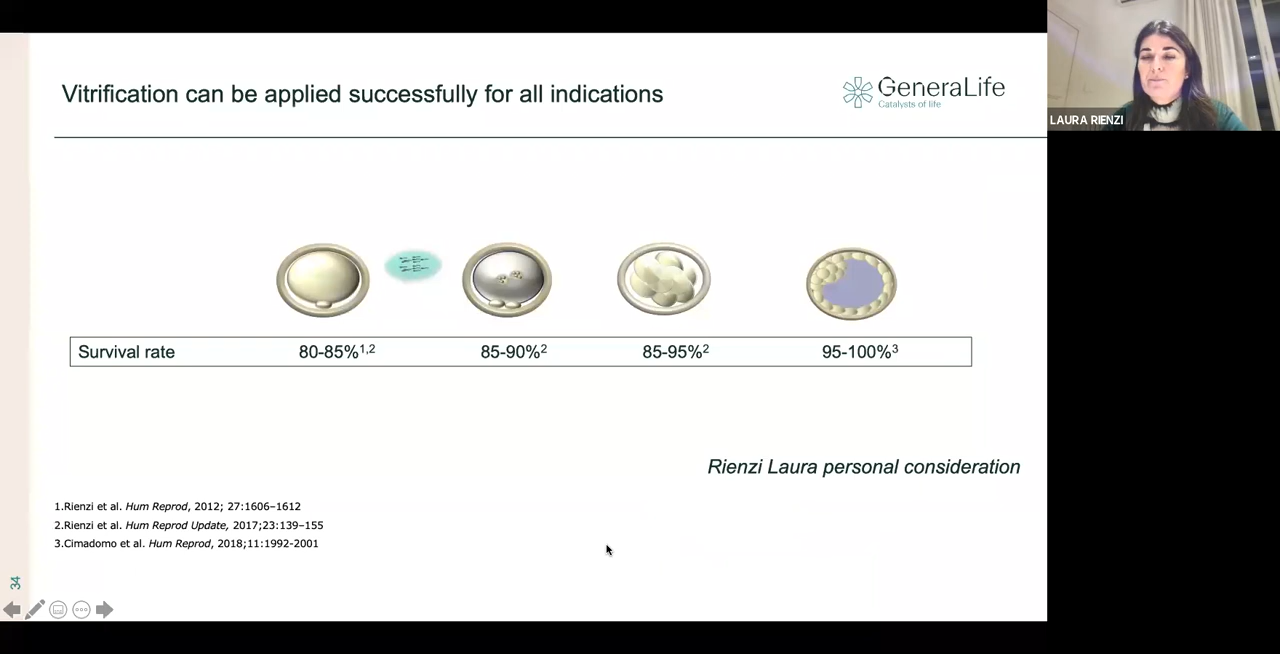 Vitrification can be applied successfully for all indications
GeneraLife
Catalysts of life
LAURA RIENZI
Survival rate 80-85%1,2 85-90%2 85-95%2 95-100%3
Rienzi Laura personal consideration
1.Rienzi et al. Hum Reprod, 2012; 27:1606–1612
2.Rienzi et al. Hum Reprod Update, 2017;23:139–155
3.Cimadomo et al. Hum Reprod, 2018;11:1992-2001
34